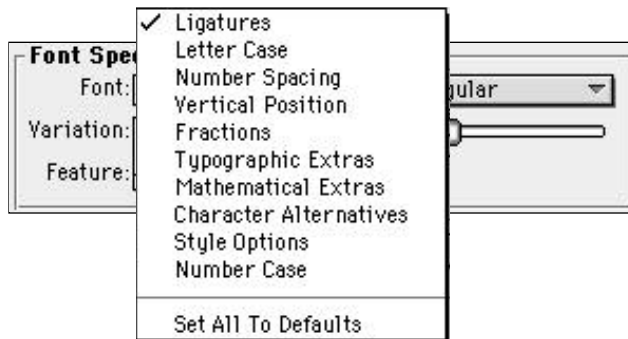 ✓ Ligatures
Letter Case
Font Spe
Number Spacing
Font:
gular
Vertical Position
Variation:
Fractions
Typographic Extras
Feature:
Mathematical Extras
Character Alternatives
Style Options
Number Case
Set All To Defaults